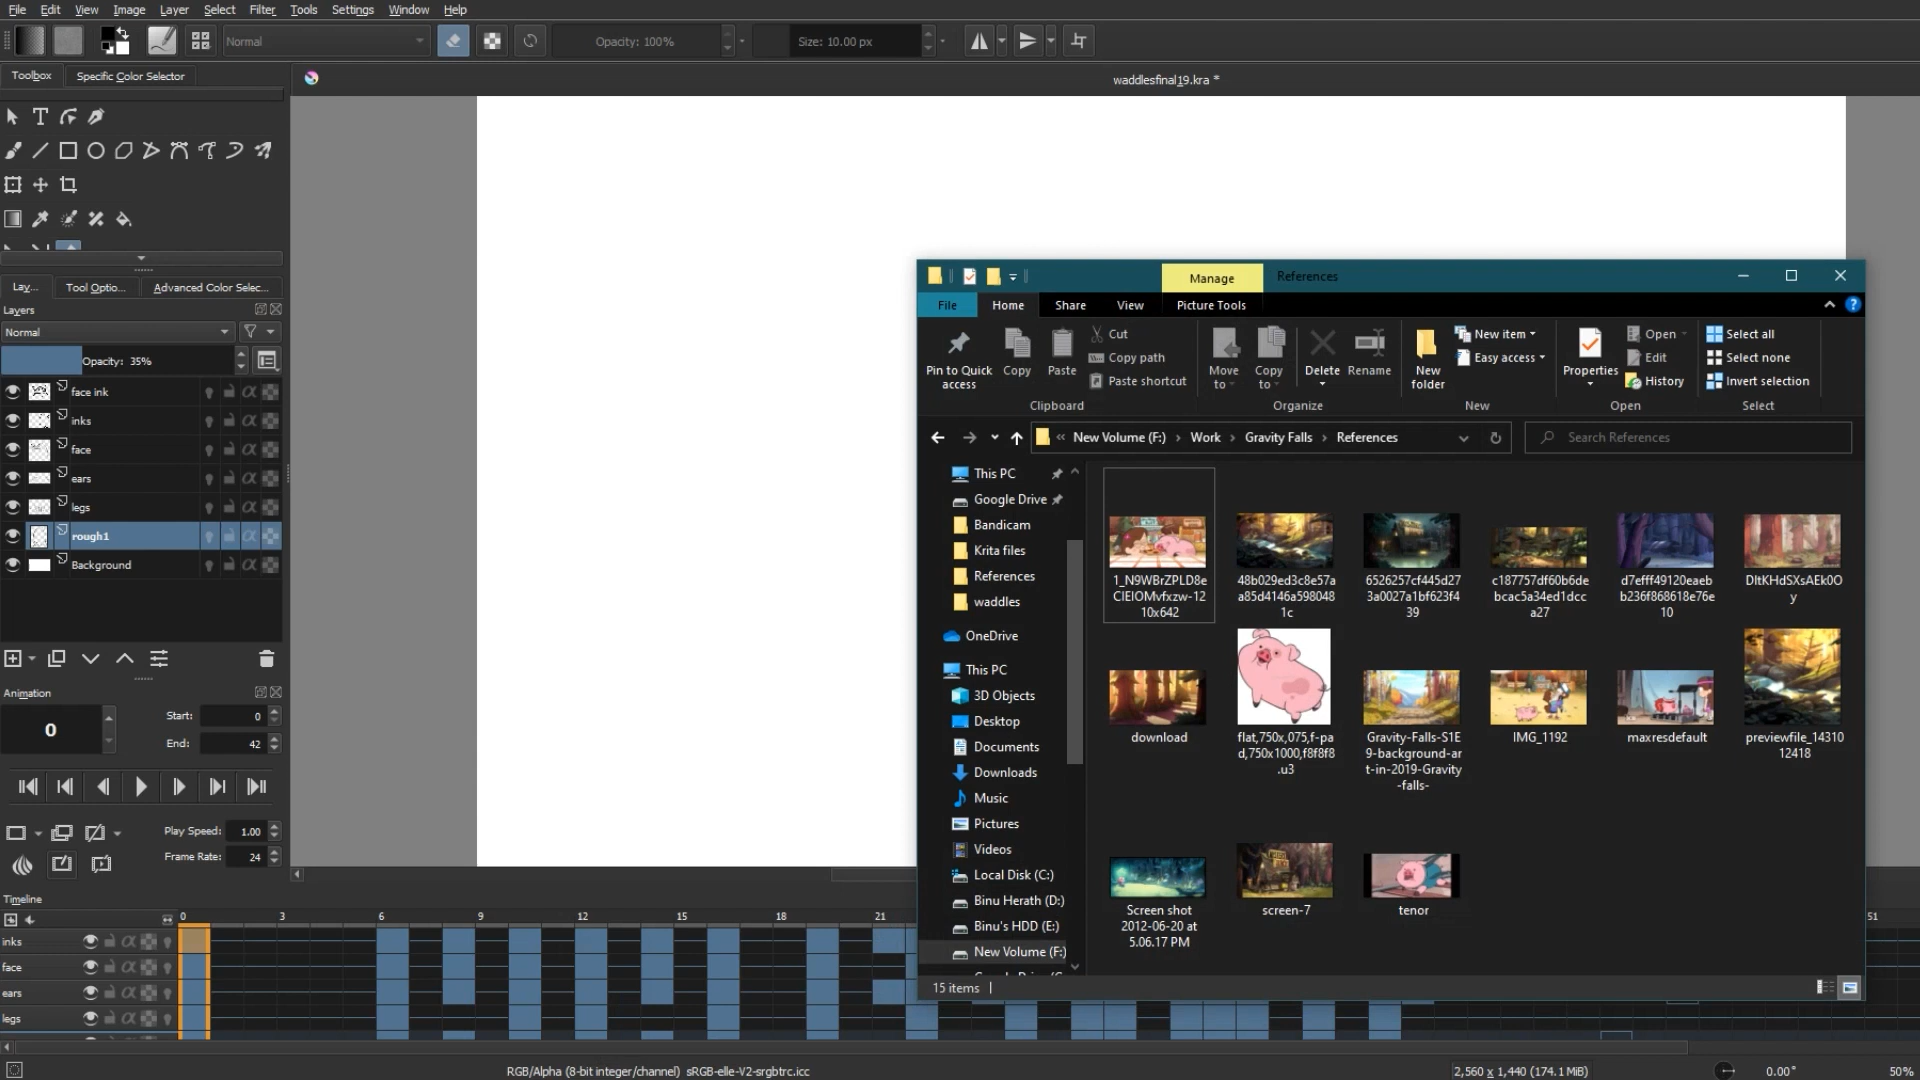 File Edit View Image Layer Select Filter Tools Settings Window Help
Normal Opacity: 100% Size: 10.00 px
Toolbox Specific Color Selector
waddlesfinal19.kra *
Lay... Tool Optio... Advanced Color Selec...
Layers
Normal
Opacity: 35%
face ink
inks
face
ears
legs
rough1
Background
Animation
0
Start: 0
End: 42
Play Speed: 1.00
Frame Rate: 24
Timeline
0 3 6 9 12 15 18 21 51
inks
face
ears
legs
RGB/Alpha (8-bit integer/channel) sRGB-elle-V2-srgbtrc.icc
2,560 x 1,440 (174.1 MiB) 0.00° 50%
Manage References
File Home Share View Picture Tools
Pin to Quick access
Copy
Paste
Cut
Copy path
Paste shortcut
Clipboard
Move to
Copy to
Delete
Rename
Organize
New folder
New item
Easy access
New
Properties
Open
Edit
History
Open
Select all
Select none
Invert selection
Select
« New Volume (F:) › Work › Gravity Falls › References
Search References
This PC
Google Drive
Bandicam
Krita files
References
waddles
OneDrive
This PC
3D Objects
Desktop
Documents
Downloads
Music
Pictures
Videos
Local Disk (C:)
Binu Herath (D:)
Binu's HDD (E:)
New Volume (F:)
1_N9WBrZPLD8e
CIEIOMvfxzw-12
10x642
48b029ed3c8e57a
a85d4146a598048
1c
6526257cf445d27
3a0027a1bf623f4
39
c187757df60b6de
bcac5a34ed1dcc
a27
d7efff49120eaeb
b236f868618e76e
10
DItKHdSXsAEk0O
y
download
flat,750x,075,f-pa
d,750x1000,f8f8f8
.u3
Gravity-Falls-S1E
9-background-ar
t-in-2019-Gravity
-falls-
IMG_1192
maxresdefault
previewfile_14310
12418
Screen shot
2012-06-20 at
5.06.17 PM
screen-7
tenor
15 items